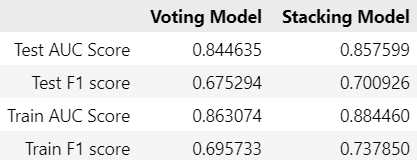 Voting Model Stacking Model
Test AUC Score 0.844635 0.857599
Test F1 score 0.675294 0.700926
Train AUC Score 0.863074 0.884460
Train F1 score 0.695733 0.737850